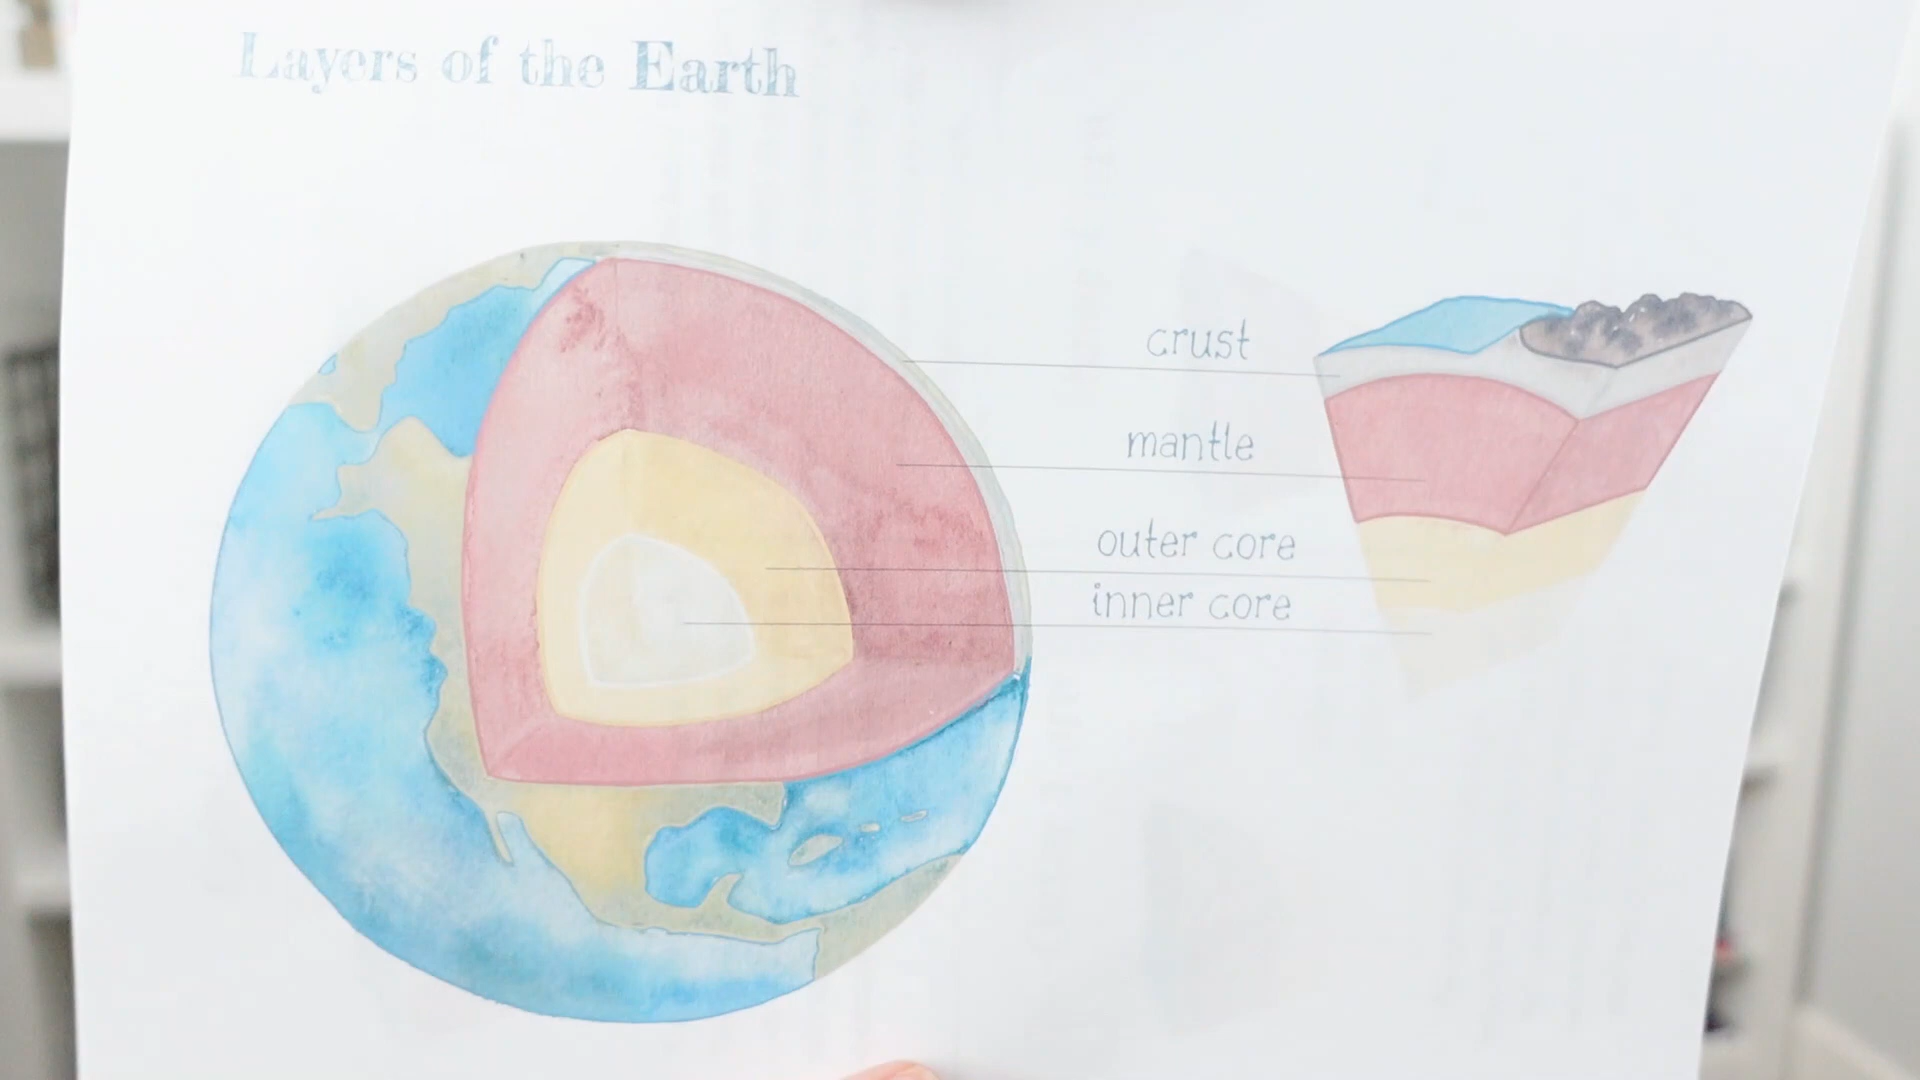 Layers of the Earth
crust
mantle
outer core
inner core